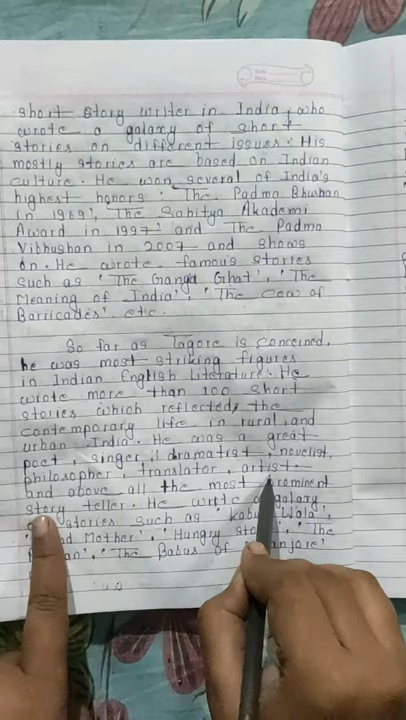 short story writer in India, who
wrote a galaxy of short
stories on different issues. His
mostly stories are based on Indian
culture. He won several of India's
highest honors : The Padma Bhushan
in 1969', The Sahitya Akademi
Award in 1997' and The Padma
Vibhushan in 2007 and shows
on. He wrote famous stories
such as 'The Ganga Ghat', 'The
Meaning of India', 'The Cow of
Barricades' etc.
So far as Tagore is concerned,
he was most striking figures
in Indian English Literature. He
wrote more than 100 short
stories which reflected, the
contemporary life in rural and
urban India. He was a great
poet, singer, dramatist, novelist,
philosopher, translator, artist.
and above all the most prominent
story teller. He write galaxy
stories such as 'Wala',
Mother', 'Hungry 'The
'The Babus of